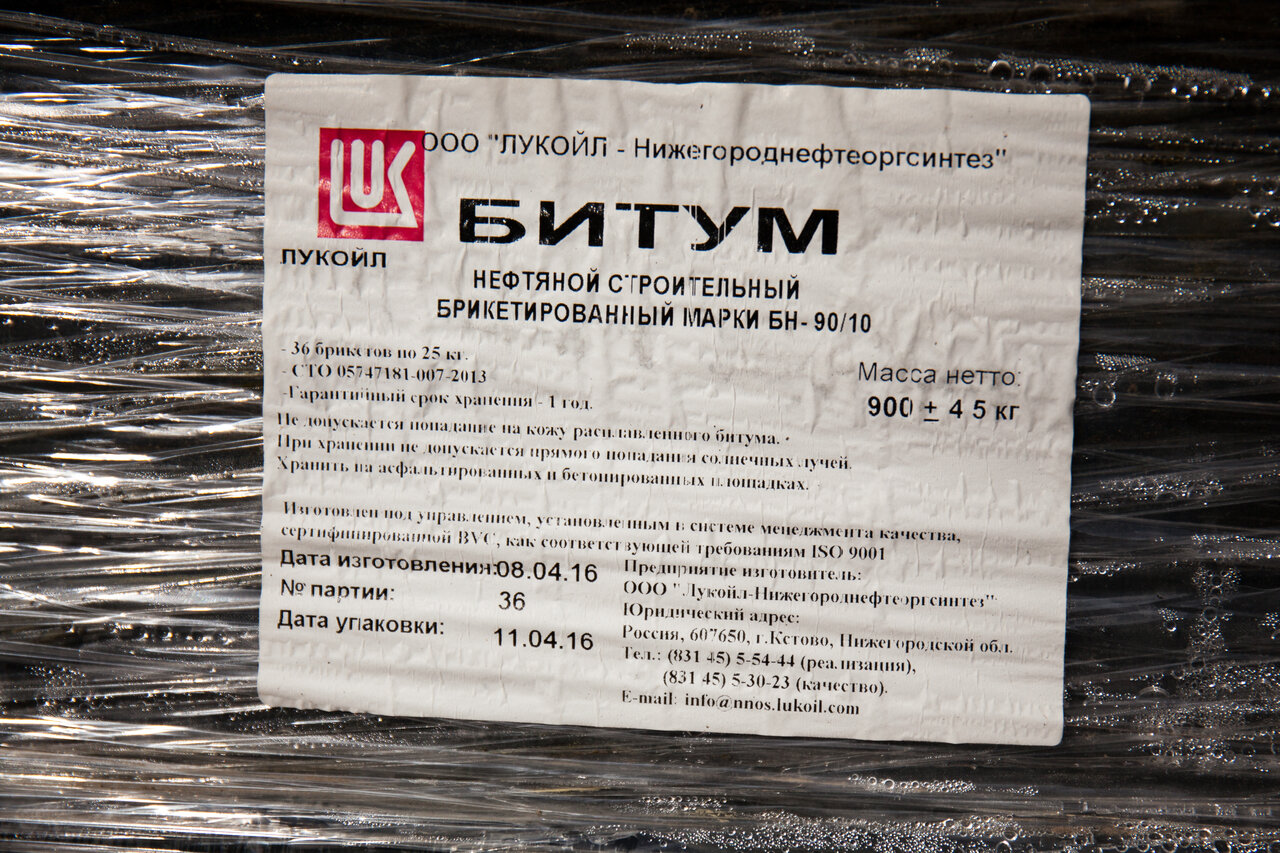 LUK
ООО "ЛУКОЙЛ - Нижегороднефтеоргсинтез"
БИТУМ
ЛУКОЙЛ
НЕФТЯНОЙ СТРОИТЕЛЬНЫЙ
БРИКЕТИРОВАННЫЙ МАРКИ БН- 90/10
- 36 брикетов по 25 кг.
- СТО 05747181-007-2013
-Гарантийный срок хранения - 1 год.
Масса нетто:
900 ± 4 5 кг
Не допускается попадание на кожу расплавленного битума.
При хранении не допускается прямого попадания солнечных лучей.
Хранить на асфальтированных и бетонированных площадках.
Изготовлен под управлением, установленным в системе менеджмента качества,
сертифицированной BVC, как соответствующей требованиям ISO 9001
Дата изготовления:08.04.16
№ партии: 36
Дата упаковки: 11.04.16
Предприятие изготовитель:
ООО " Лукойл-Нижегороднефтеоргсинтез"
Юридический адрес:
Россия, 607650, г.Кстово, Нижегородской обл.
Тел.: (831 45) 5-54-44 (реализация),
(831 45) 5-30-23 (качество).
E-mail: info@nnos.lukoil.com